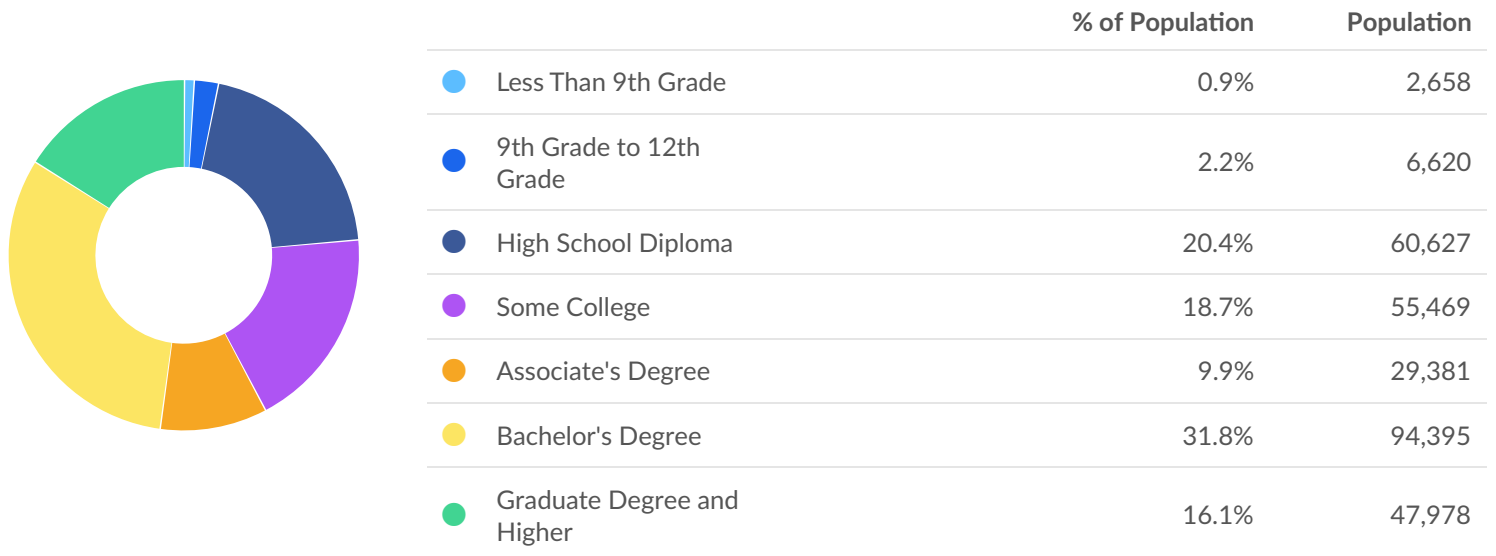 % of Population Population
Less Than 9th Grade 0.9% 2,658
9th Grade to 12th
Grade 2.2% 6,620
High School Diploma 20.4% 60,627
Some College 18.7% 55,469
Associate's Degree 9.9% 29,381
Bachelor's Degree 31.8% 94,395
Graduate Degree and
Higher 16.1% 47,978